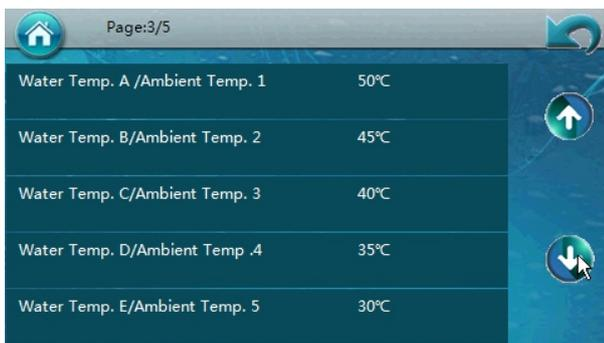 Page:3/5
Water Temp. A /Ambient Temp. 1 50℃
Water Temp. B/Ambient Temp. 2 45℃
Water Temp. C/Ambient Temp. 3 40℃
Water Temp. D/Ambient Temp .4 35℃
Water Temp. E/Ambient Temp. 5 30℃